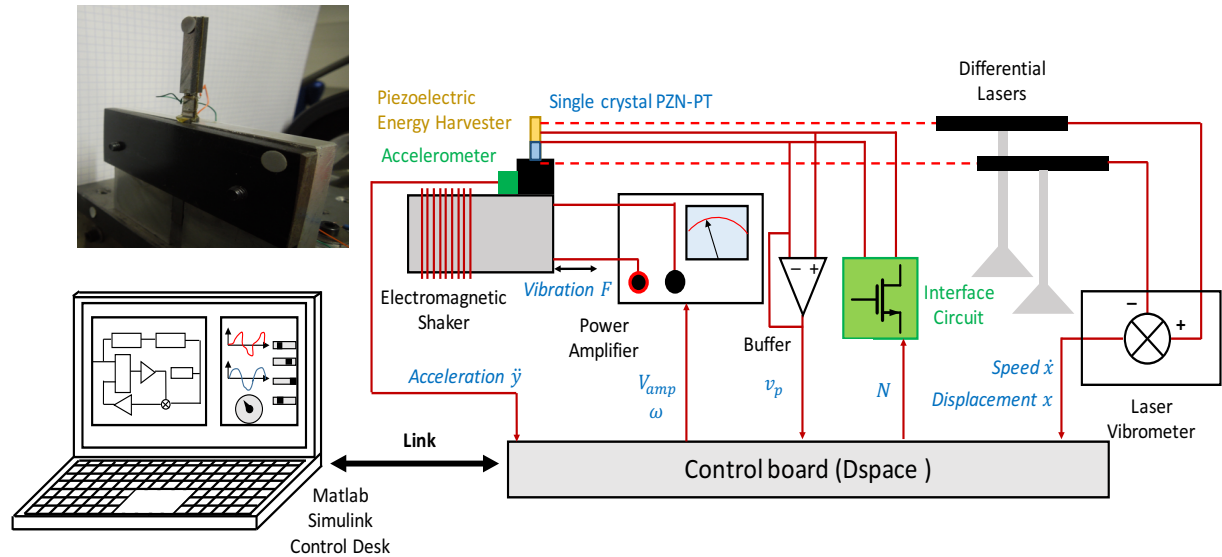 Differential
Lasers
Piezoelectric
Energy Harvester
Single crystal PZN-PT
Accelerometer
− +
Electromagnetic
Shaker
Vibration F
Power
Amplifier
Buffer
Interface
Circuit
−
+
Acceleration ÿ
V_amp
ω
v_p
N
Speed ẋ
Displacement x
Laser
Vibrometer
Link
Control board (Dspace )
Matlab
Simulink
Control Desk